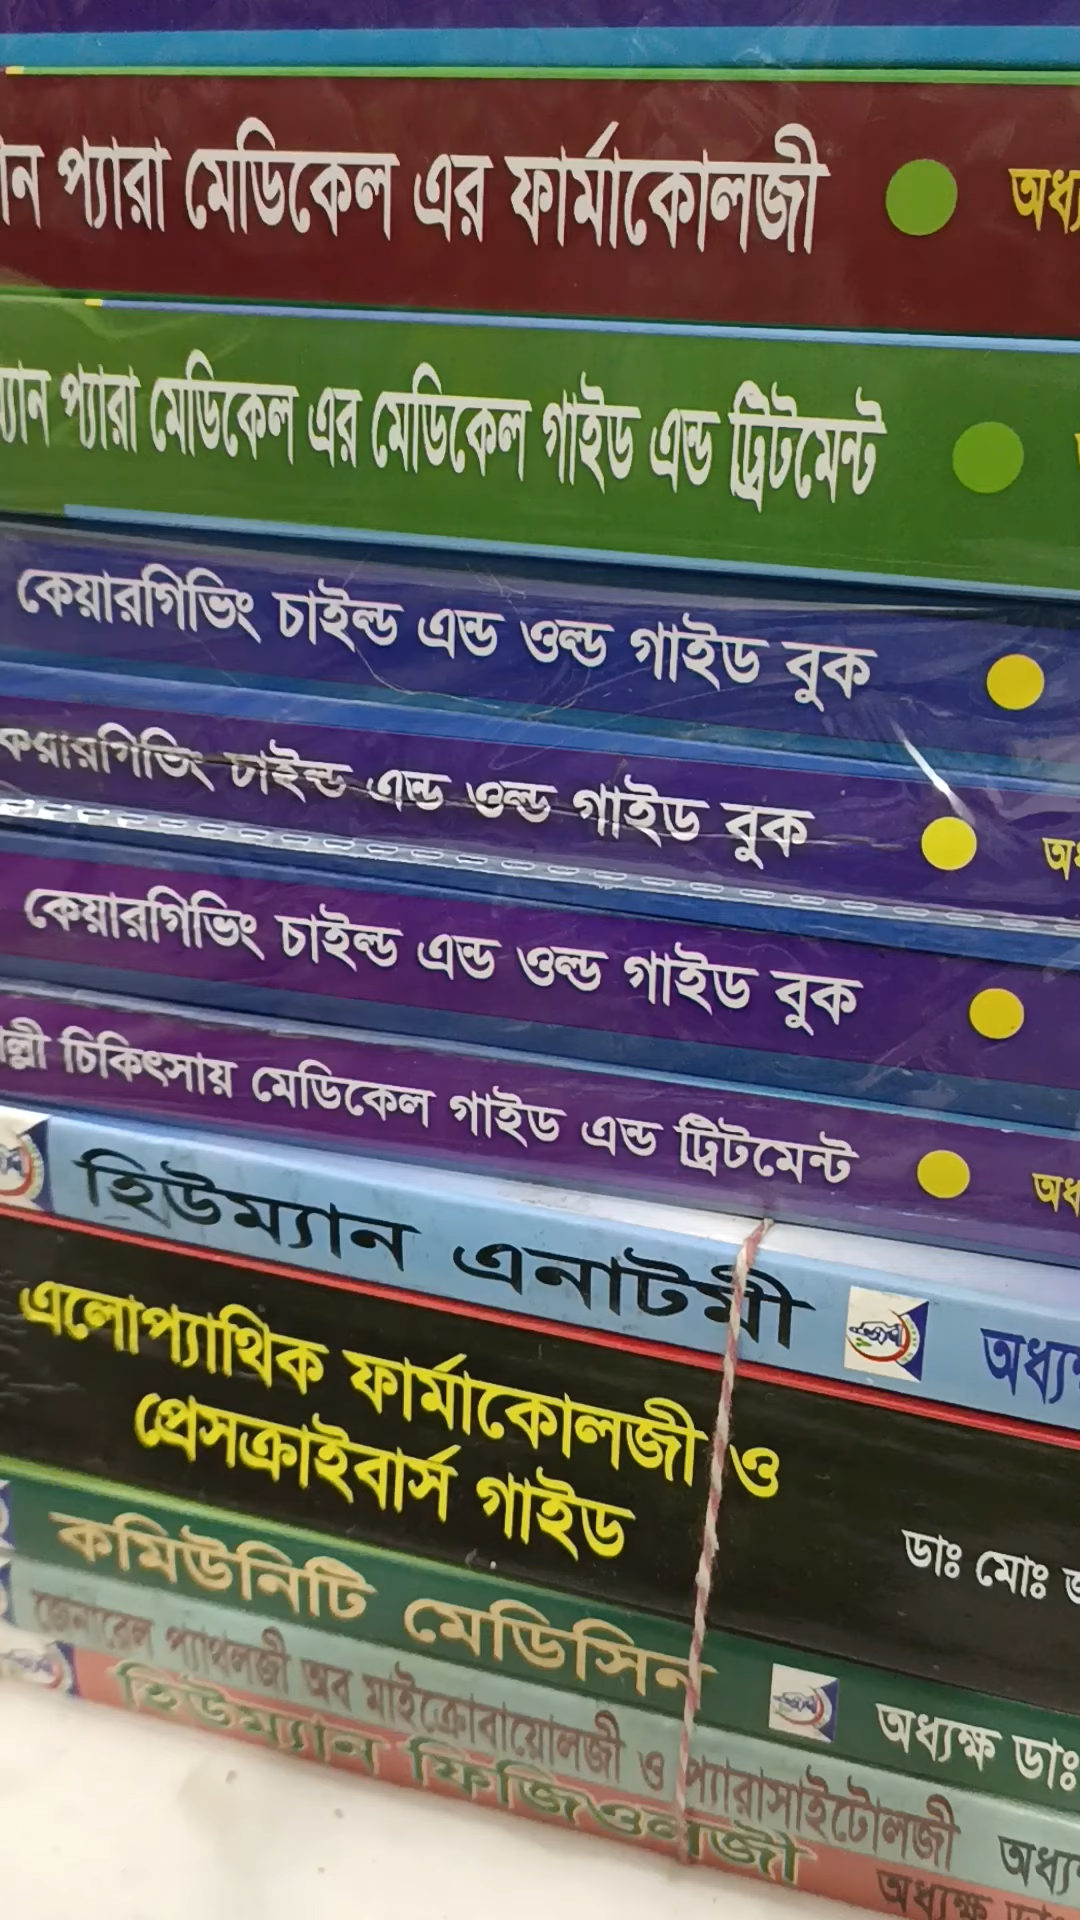 প্যারা মেডিকেল এর ফার্মাকোলজী
প্যারা মেডিকেল এর মেডিকেল গাইড এন্ড ট্রিটমেন্ট
কেয়ারগিভিং চাইল্ড এন্ড ওল্ড গাইড বুক
চাইল্ড এন্ড ওল্ড গাইড বুক
কেয়ারগিভিং চাইল্ড এন্ড ওল্ড গাইড বুক
চিকিৎসায় মেডিকেল গাইড এন্ড ট্রিটমেন্ট
হিউম্যান এনাটমী
এলোপ্যাথিক ফার্মাকোলজী ও
প্রেসক্রাইবার্স গাইড
ডাঃ মোঃ
কমিউনিটি মেডিসিন অধ্যক্ষ ডাঃ
জেনারেল প্যাথলজী অব মাইক্রোবায়োলজী ও প্যারাসাইটোলজী
হিউম্যান ফিজিওলজী অধ্যক্ষ ডাঃ